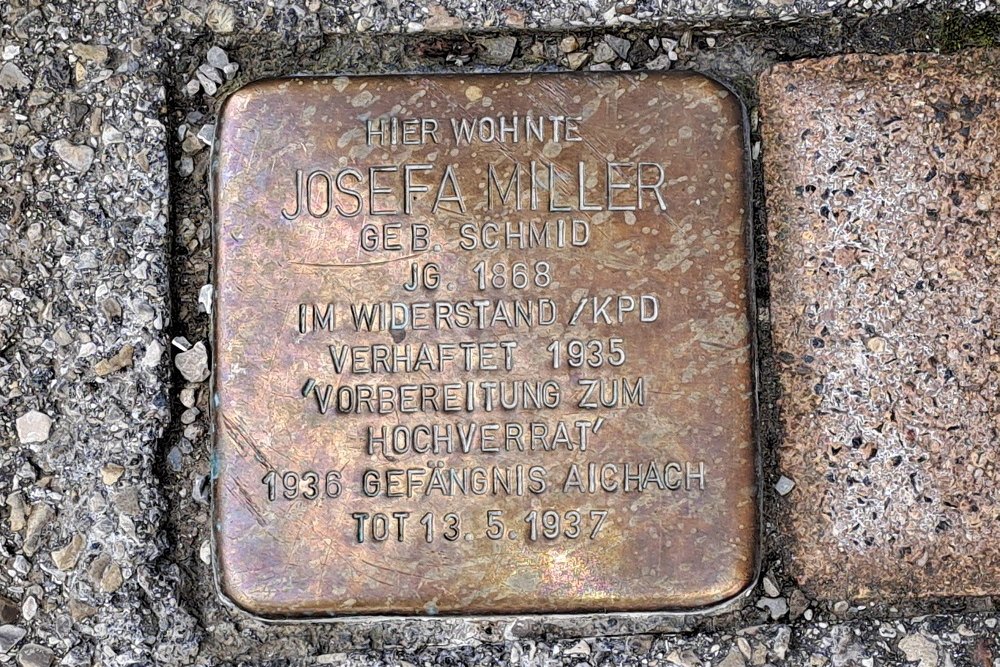 HIER WOHNTE
JOSEFA MILLER
GEB. SCHMID
JG. 1868
IM WIDERSTAND / KPD
VERHAFTET 1935
'VORBEREITUNG ZUM
HOCHVERRAT'
1936 GEFÄNGNIS AICHACH
TOT 13.5.1937